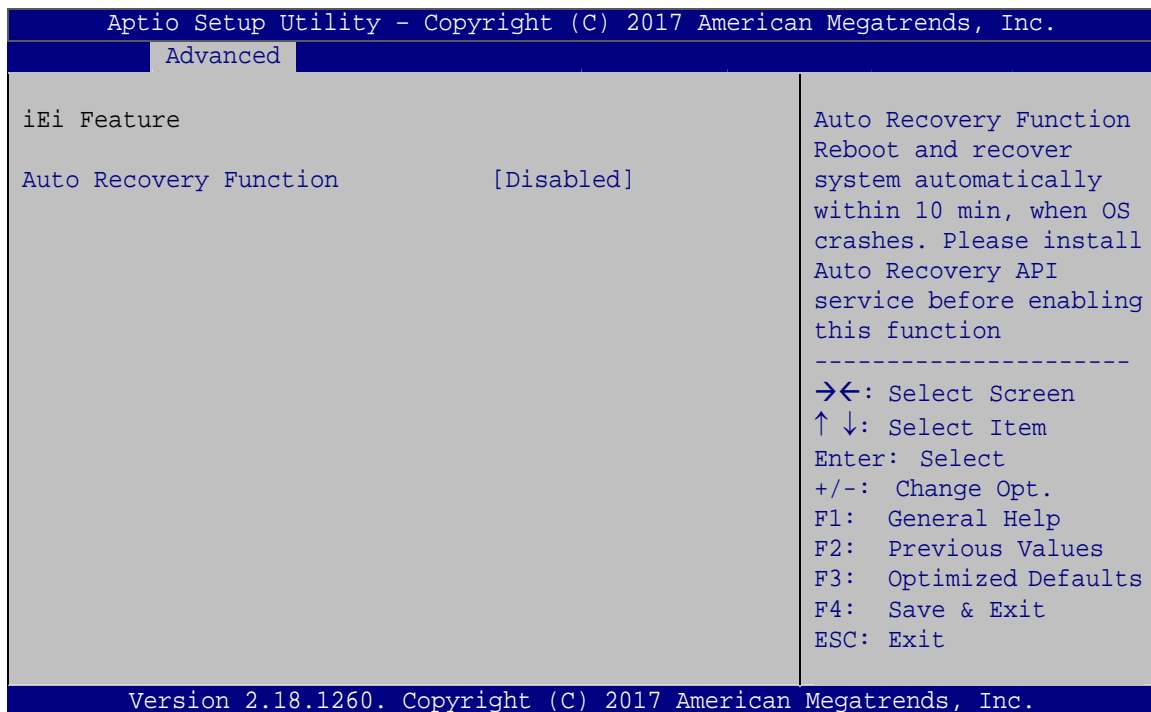 Aptio Setup Utility – Copyright (C) 2017 American Megatrends, Inc.
Advanced
iEi Feature
Auto Recovery Function [Disabled]
Auto Recovery Function
Reboot and recover
system automatically
within 10 min, when OS
crashes. Please install
Auto Recovery API
service before enabling
this function
----------------------
→←: Select Screen
↑ ↓: Select Item
Enter: Select
+/-: Change Opt.
F1: General Help
F2: Previous Values
F3: Optimized Defaults
F4: Save & Exit
ESC: Exit
Version 2.18.1260. Copyright (C) 2017 American Megatrends, Inc.